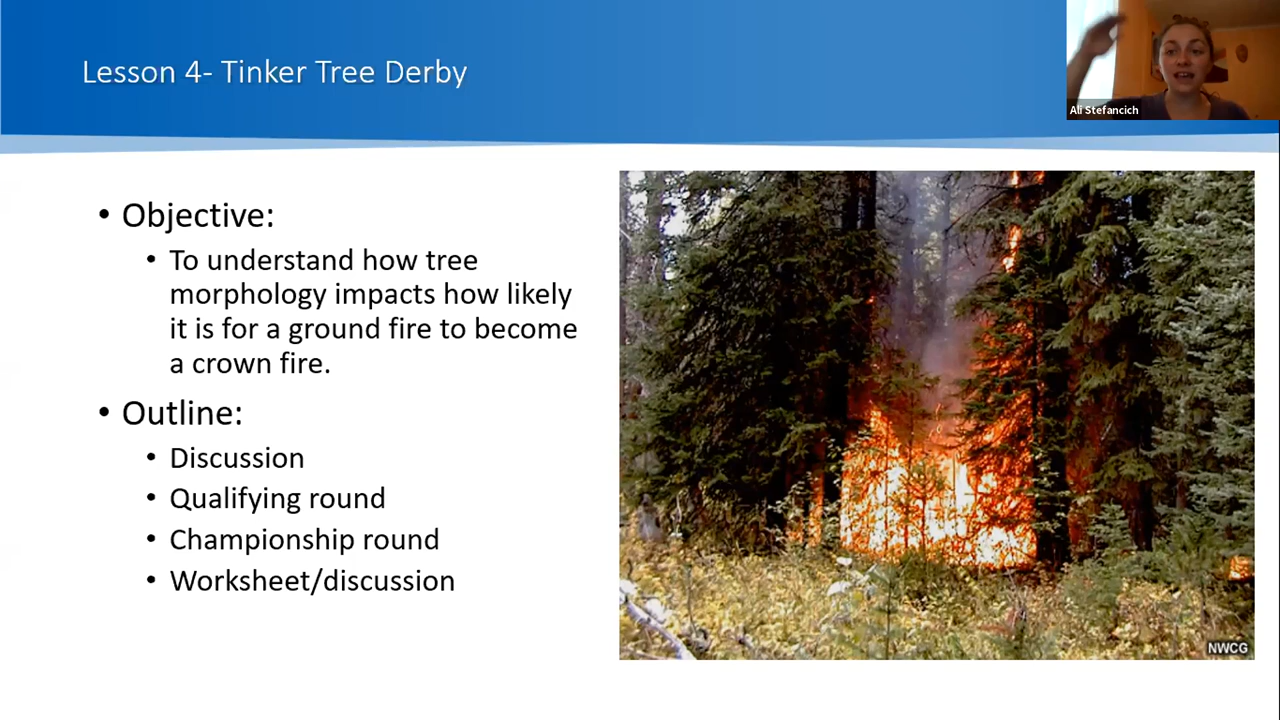 Lesson 4- Tinker Tree Derby
Ali Stefancich
• Objective:
• To understand how tree
morphology impacts how likely
it is for a ground fire to become
a crown fire.
• Outline:
• Discussion
• Qualifying round
• Championship round
• Worksheet/discussion
NWCG